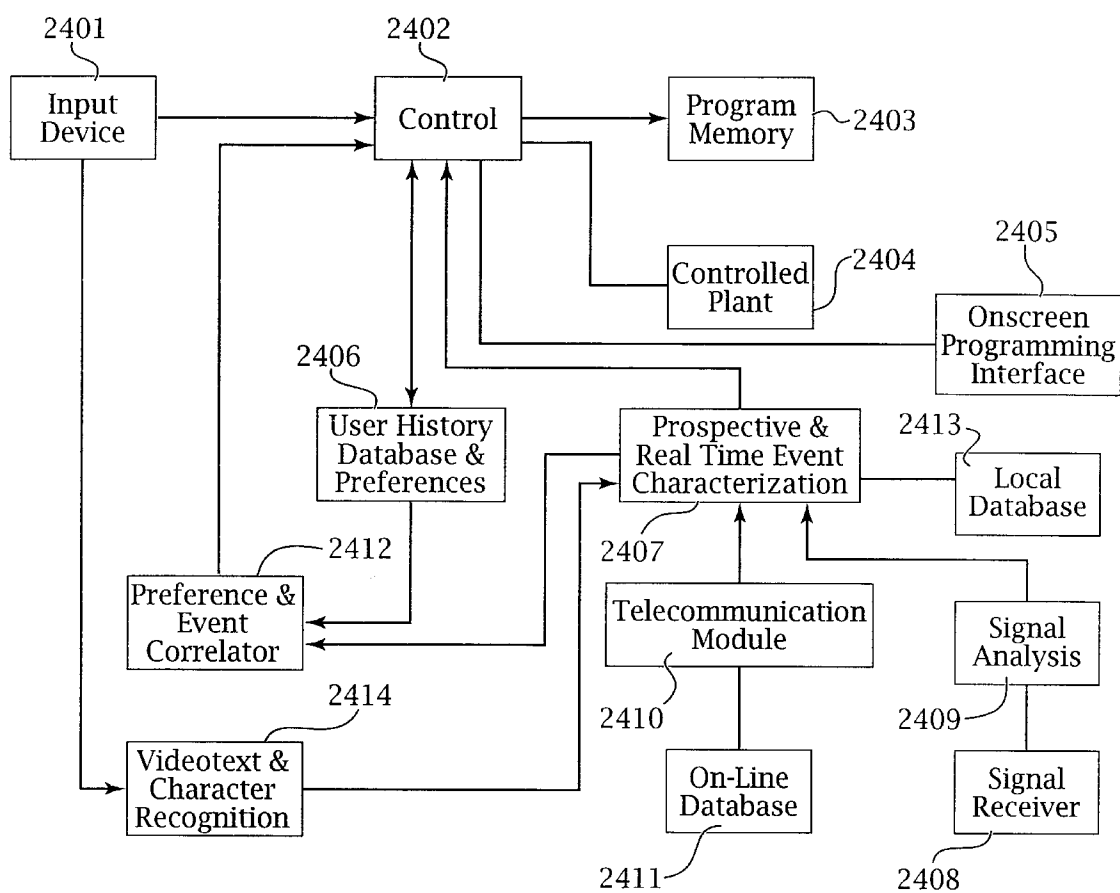 2401
Input
Device
2402
Control
Program
Memory
2403
Controlled
Plant
2404
2405
Onscreen
Programming
Interface
2406
User History
Database &
Preferences
Prospective &
Real Time Event
Characterization
2407
2413
Local
Database
2412
Preference &
Event
Correlator
Telecommunication
Module
2410
Signal
Analysis
2409
2414
Videotext &
Character
Recognition
On-Line
Database
2411
Signal
Receiver
2408